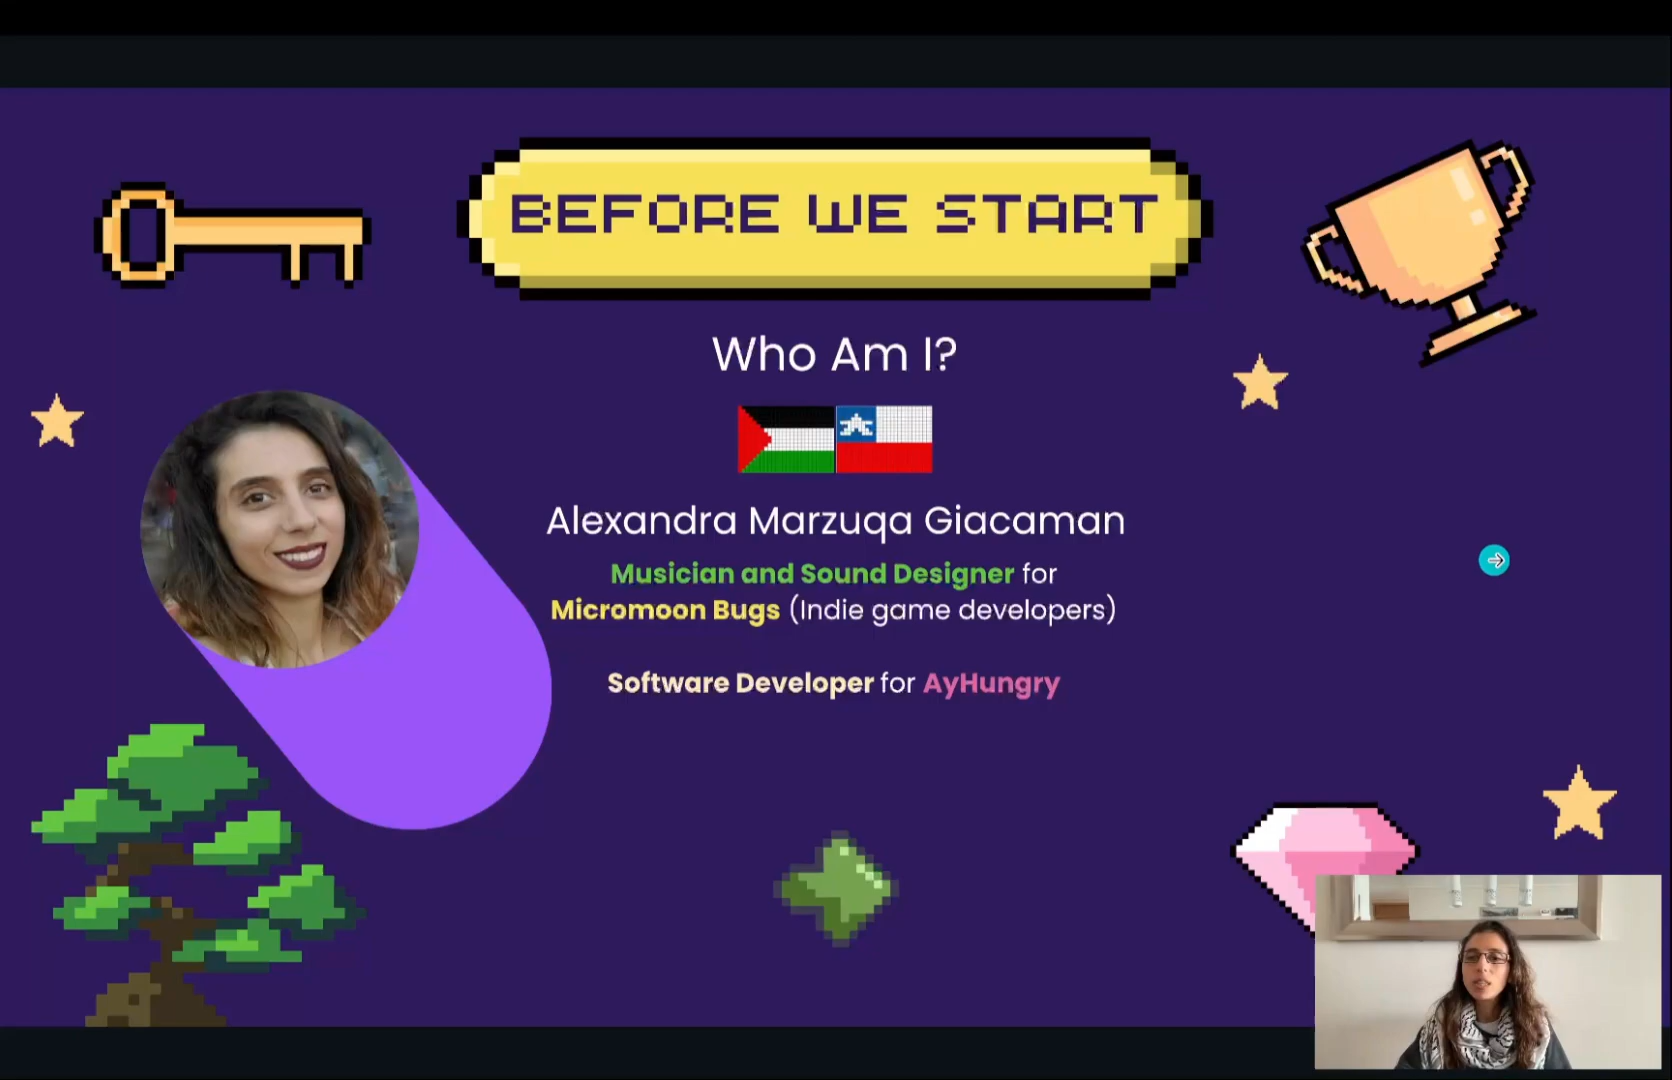 BEFORE WE START
Who Am I?
Alexandra Marzuqa Giacaman
Musician and Sound Designer for
Micromoon Bugs (Indie game developers)
Software Developer for AyHungry